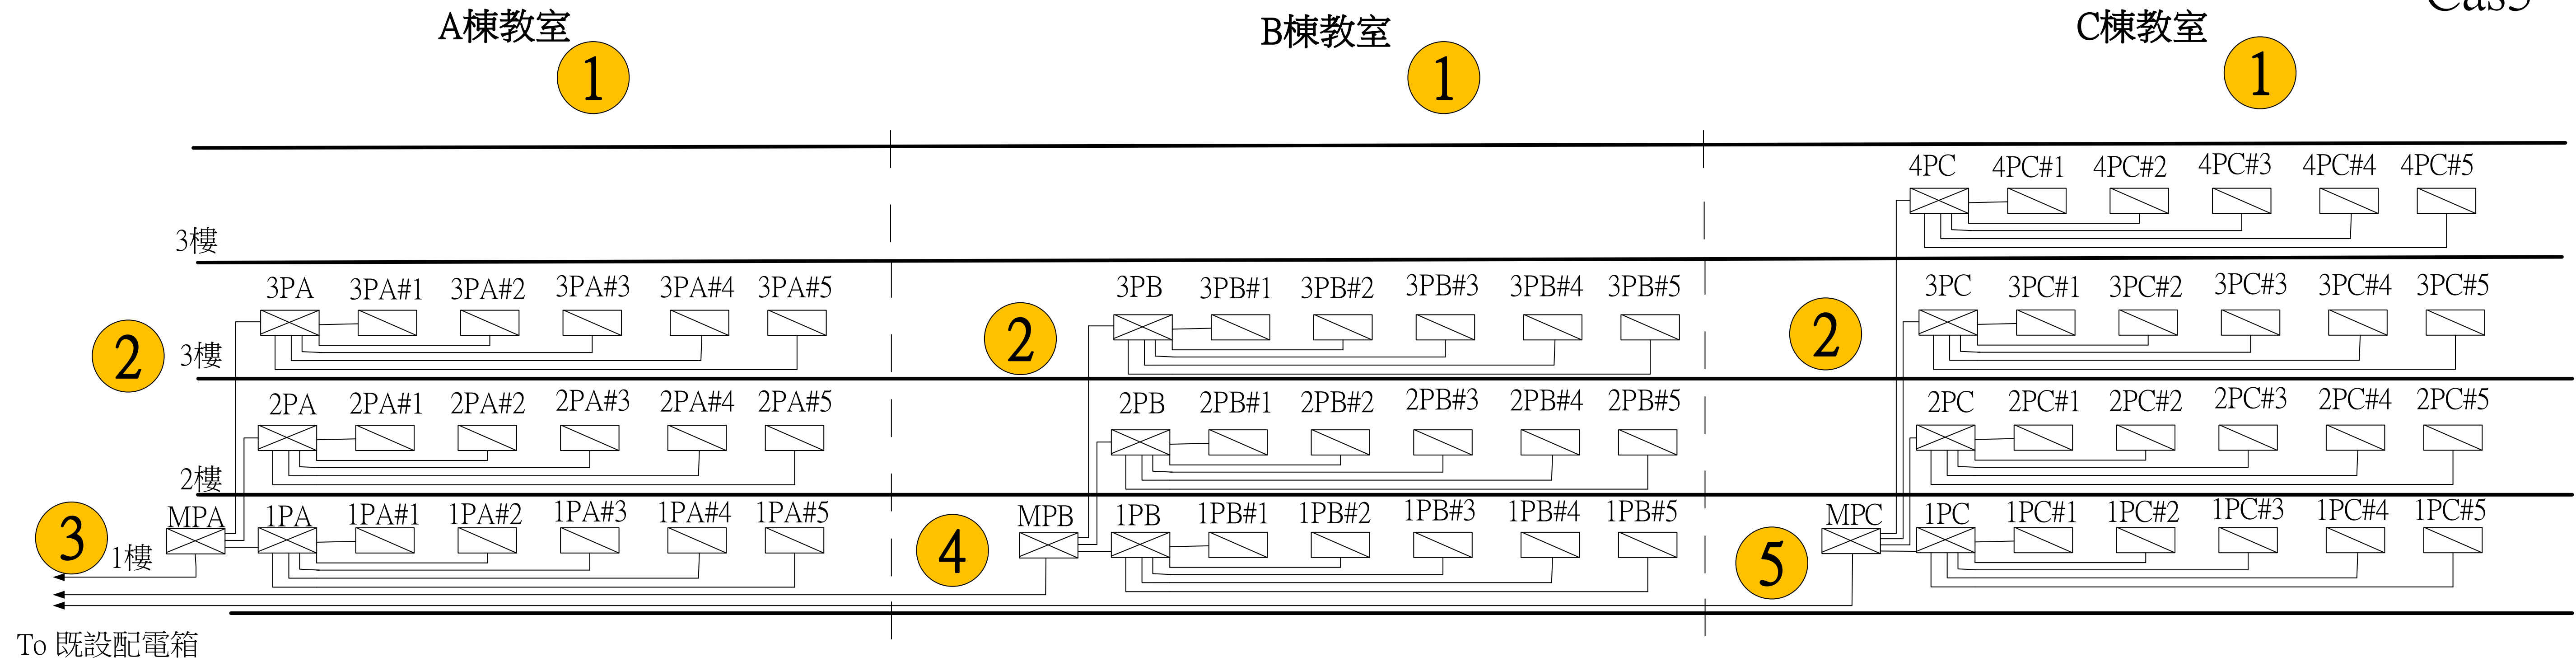 Cas5
A棟教室
1
B棟教室
1
C棟教室
1
4PC 4PC#1 4PC#2 4PC#3 4PC#4 4PC#5
3樓
3PA 3PA#1 3PA#2 3PA#3 3PA#4 3PA#5
3PB 3PB#1 3PB#2 3PB#3 3PB#4 3PB#5
3PC 3PC#1 3PC#2 3PC#3 3PC#4 3PC#5
2
2
2
3樓
2PA 2PA#1 2PA#2 2PA#3 2PA#4 2PA#5
2PB 2PB#1 2PB#2 2PB#3 2PB#4 2PB#5
2PC 2PC#1 2PC#2 2PC#3 2PC#4 2PC#5
2樓
3
MPA 1PA 1PA#1 1PA#2 1PA#3 1PA#4 1PA#5
4
MPB 1PB 1PB#1 1PB#2 1PB#3 1PB#4 1PB#5
5
MPC 1PC 1PC#1 1PC#2 1PC#3 1PC#4 1PC#5
1樓
To 既設配電箱